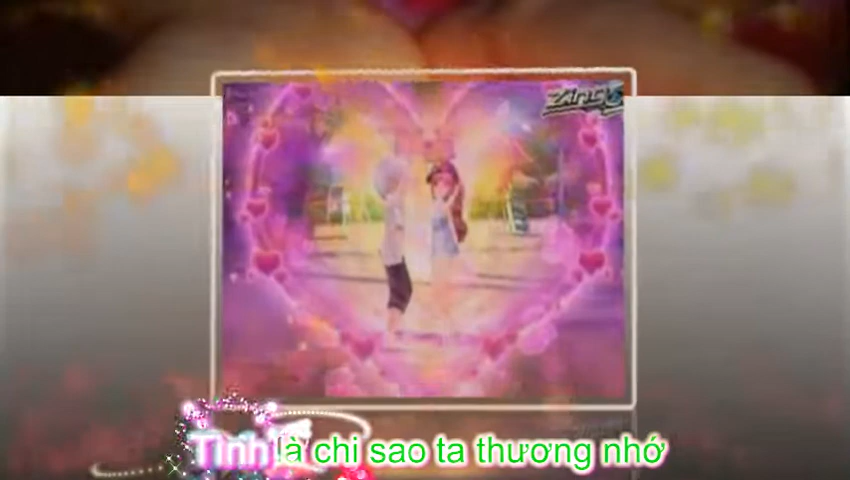 Zing
Tình là chi sao ta thương nhớ